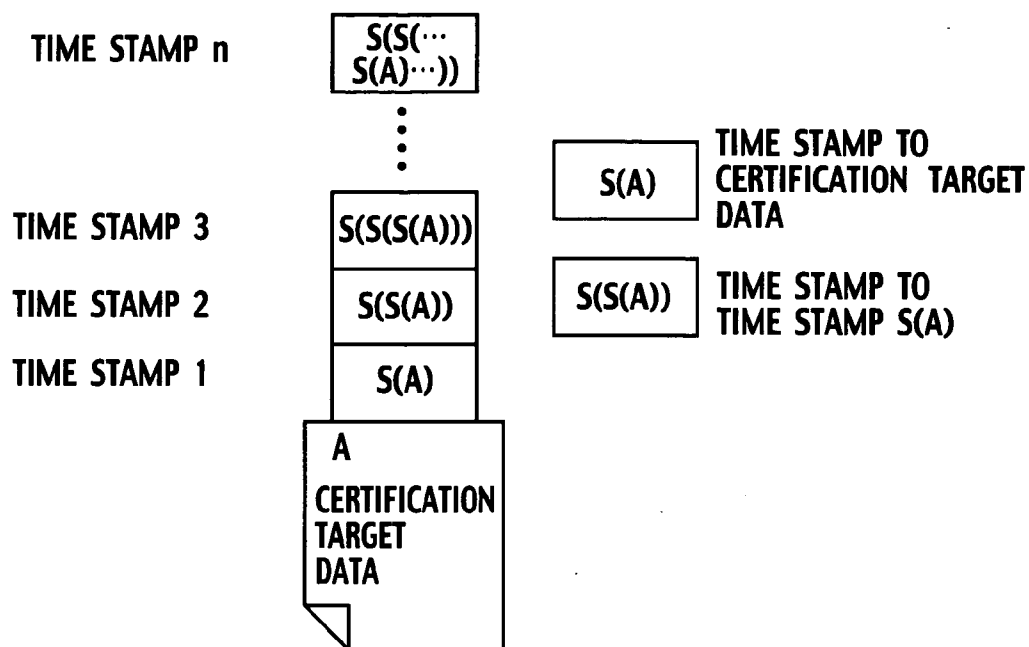 TIME STAMP n
S(S(···
S(A)···))
TIME STAMP 3
S(S(S(A)))
TIME STAMP 2
S(S(A))
TIME STAMP 1
S(A)
A
CERTIFICATION
TARGET
DATA
S(A)
TIME STAMP TO
CERTIFICATION TARGET
DATA
S(S(A))
TIME STAMP TO
TIME STAMP S(A)